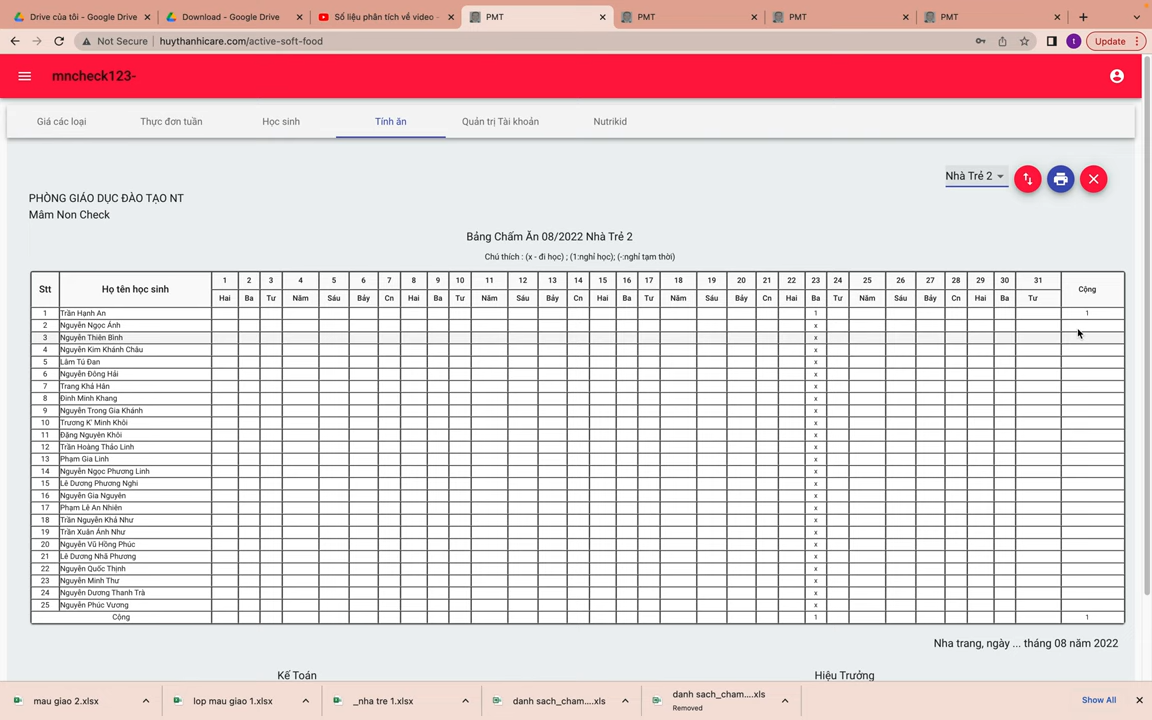 Drive của tôi - Google Drive
Download - Google Drive
Số liệu phân tích về video -
PMT
PMT
PMT
PMT
Not Secure
huythanhicare.com/active-soft-food
t
Update
mncheck123-
Giá các loại
Thực đơn tuần
Học sinh
Tính ăn
Quản trị Tài khoản
Nutrikid
Nhà Trẻ 2
PHÒNG GIÁO DỤC ĐÀO TẠO NT
Mâm Non Check
Bảng Chấm Ăn 08/2022 Nhà Trẻ 2
Chú thích : (x - đi học) ; (1:nghỉ học); (-:nghỉ tạm thời)
Stt Họ tên học sinh 1 2 3 4 5 6 7 8 9 10 11 12 13 14 15 16 17 18 19 20 21 22 23 24 25 26 27 28 29 30 31 Cộng
Hai Ba Tư Năm Sáu Bảy Cn Hai Ba Tư Năm Sáu Bảy Cn Hai Ba Tư Năm Sáu Bảy Cn Hai Ba Tư Năm Sáu Bảy Cn Hai Ba Tư
1 Trần Hạnh An 1 1
2 Nguyễn Ngọc Ánh x
3 Nguyễn Thiên Bình x
4 Nguyễn Kim Khánh Châu x
5 Lâm Tú Đan x
6 Nguyễn Đông Hải x
7 Trang Khả Hân x
8 Đinh Minh Khang x
9 Nguyễn Trong Gia Khánh x
10 Trương K' Minh Khôi x
11 Đặng Nguyên Khôi x
12 Trần Hoàng Thảo Linh x
13 Phạm Gia Linh x
14 Nguyễn Ngọc Phương Linh x
15 Lê Dương Phương Nghi x
16 Nguyễn Gia Nguyên x
17 Phạm Lê An Nhiên x
18 Trần Nguyễn Khả Như x
19 Trần Xuân Ánh Như x
20 Nguyễn Vũ Hồng Phúc x
21 Lê Dương Nhã Phương x
22 Nguyễn Quốc Thịnh x
23 Nguyễn Minh Thư x
24 Nguyễn Dương Thanh Trà x
25 Nguyễn Phúc Vương x
Cộng 1 1
Nha trang, ngày ... tháng 08 năm 2022
Kế Toán
Hiệu Trưởng
mau giao 2.xlsx
lop mau giao 1.xlsx
_nha tre 1.xlsx
danh sach_cham....xls
danh sach_cham....xls
Removed
Show All